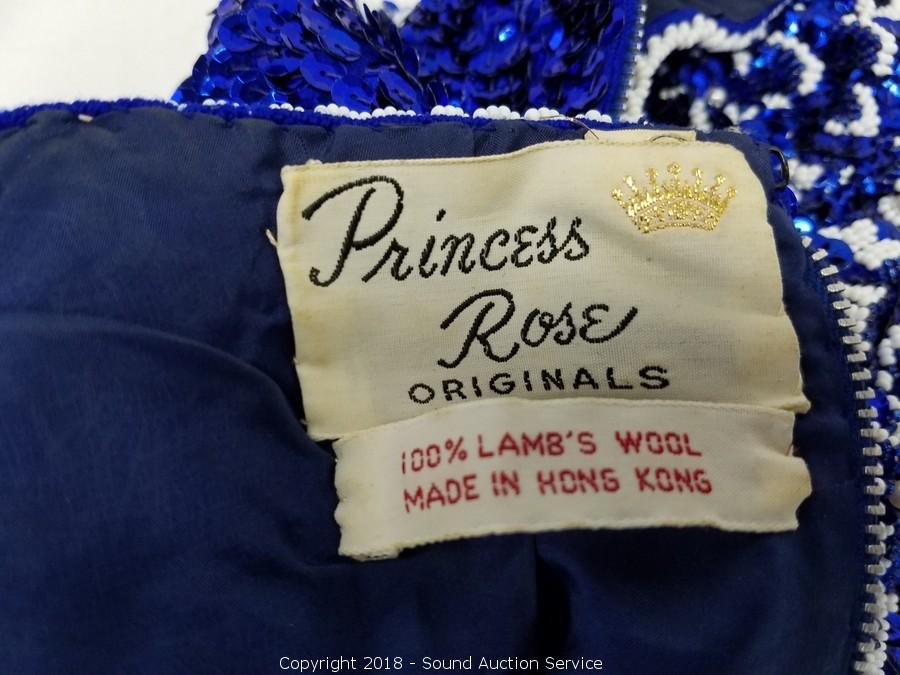 Princess
Rose
ORIGINALS
100% LAMB'S WOOL
MADE IN HONG KONG
Copyright 2018 - Sound Auction Service